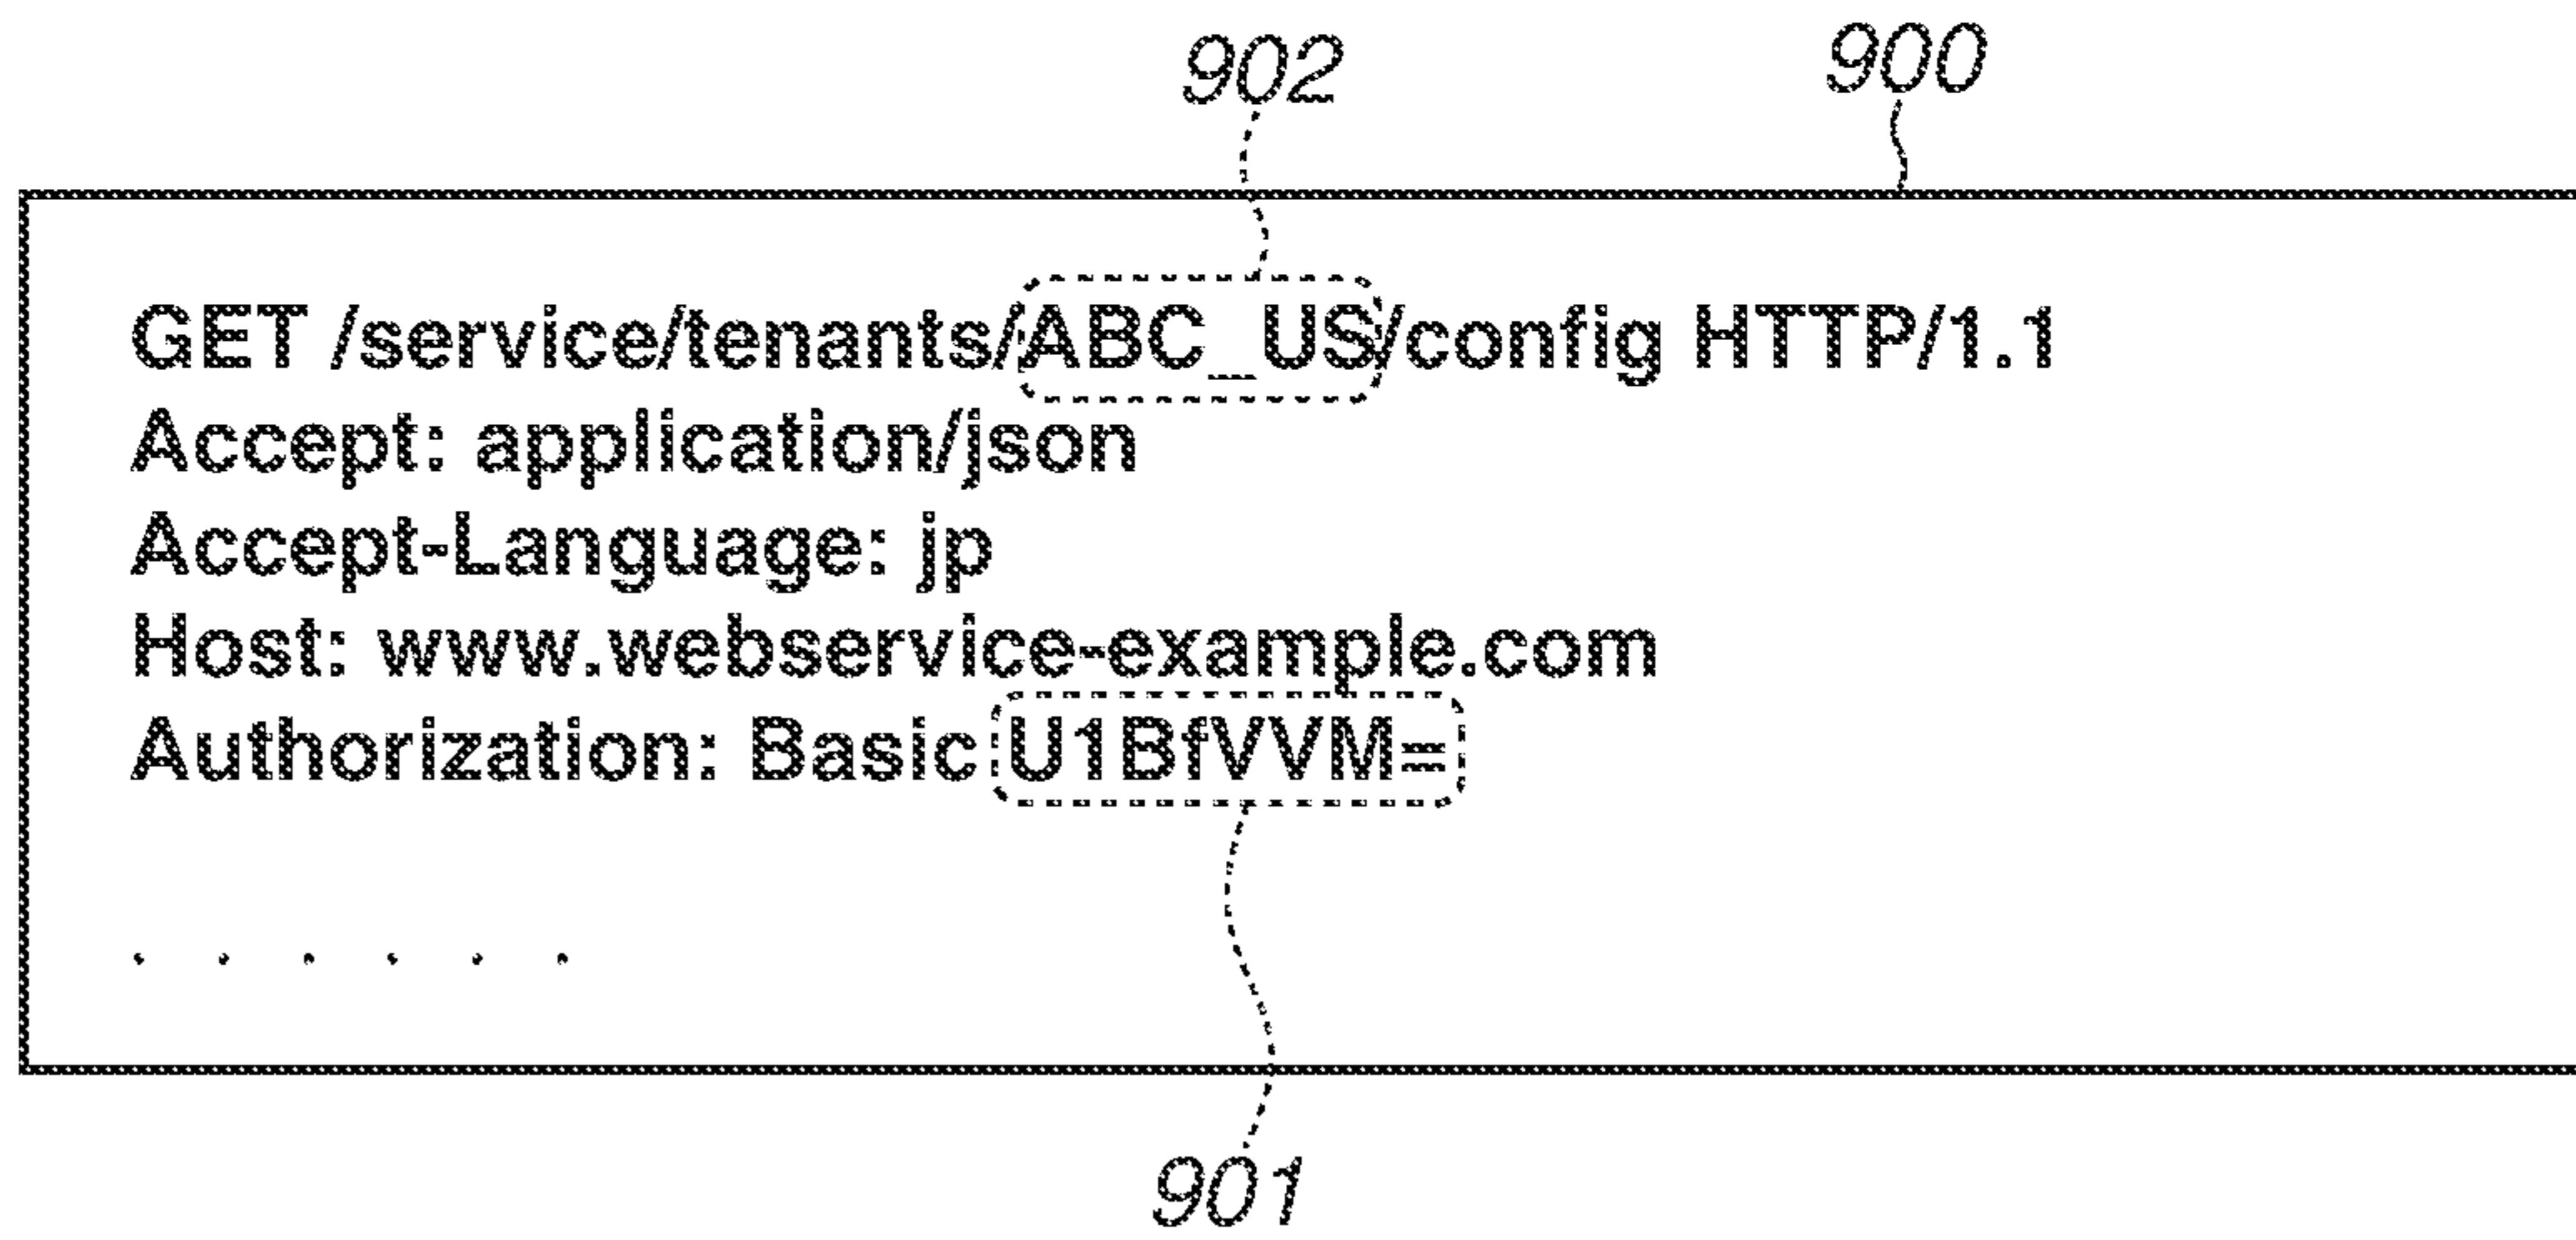 902 900
GET /service/tenants/ABC_US/config HTTP/1.1
Accept: application/json
Accept-Language: jp
Host: www.webservice-example.com
Authorization: Basic U1BfVVM=
. . . . . .
901